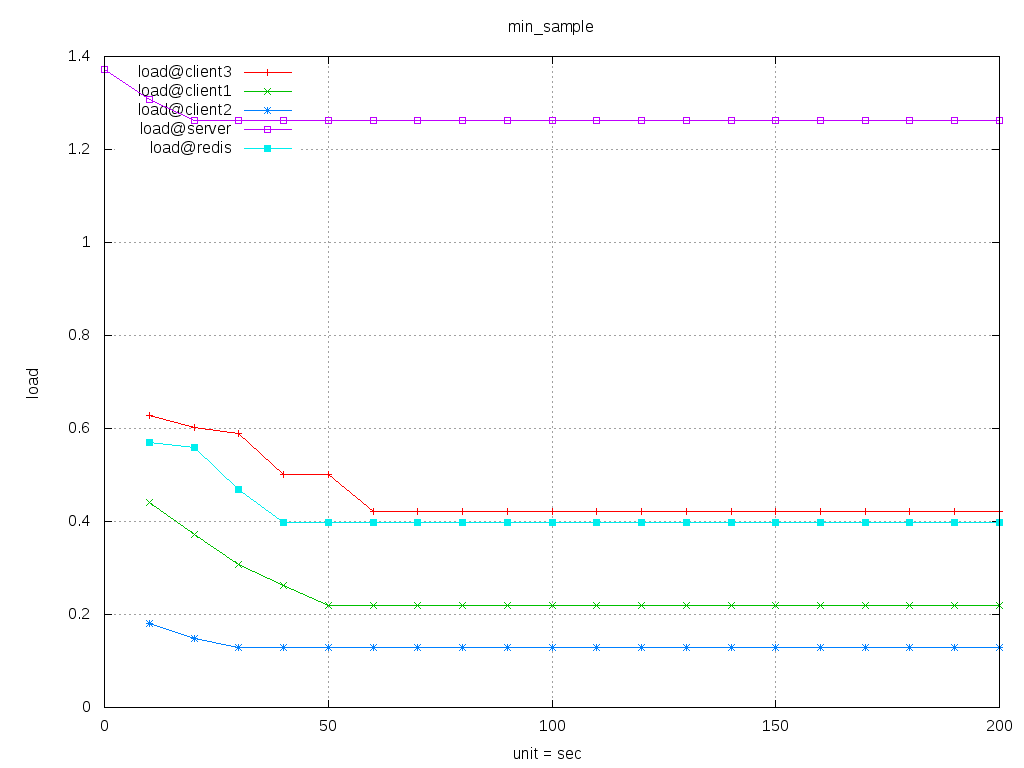 min_sample
1.4
1.2
1
0.8
0.6
0.4
0.2
0
load
load@client3
load@client1
load@client2
load@server
load@redis
0 50 100 150 200
unit = sec